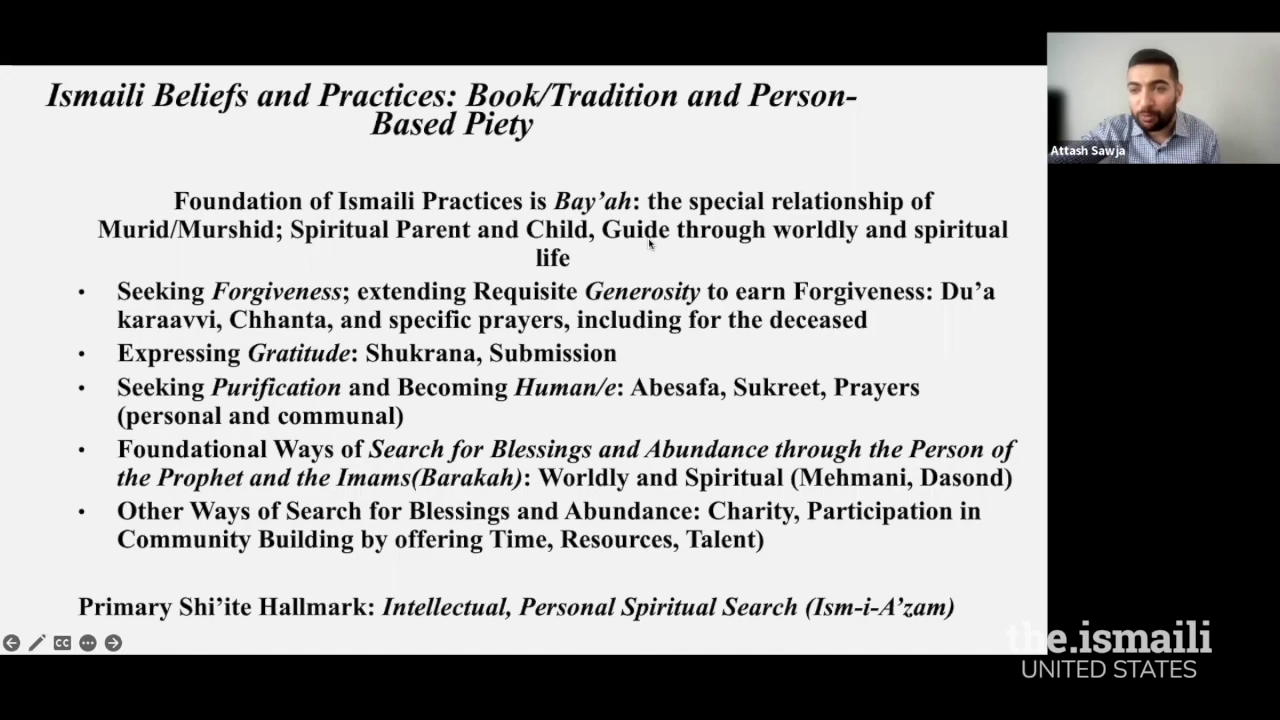 Ismaili Beliefs and Practices: Book/Tradition and Person-
Based Piety
Attash Sawja
Foundation of Ismaili Practices is Bay’ah: the special relationship of
Murid/Murshid; Spiritual Parent and Child, Guide through worldly and spiritual
life
• Seeking Forgiveness; extending Requisite Generosity to earn Forgiveness: Du’a
karaavvi, Chhanta, and specific prayers, including for the deceased
• Expressing Gratitude: Shukrana, Submission
• Seeking Purification and Becoming Human/e: Abesafa, Sukreet, Prayers
(personal and communal)
• Foundational Ways of Search for Blessings and Abundance through the Person of
the Prophet and the Imams(Barakah): Worldly and Spiritual (Mehmani, Dasond)
• Other Ways of Search for Blessings and Abundance: Charity, Participation in
Community Building by offering Time, Resources, Talent)
Primary Shi’ite Hallmark: Intellectual, Personal Spiritual Search (Ism-i-A’zam)
CC
the.ismaili
UNITED STATES